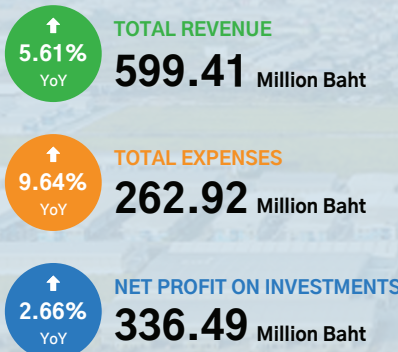 5.61%
YoY
TOTAL REVENUE
599.41 Million Baht
9.64%
YoY
TOTAL EXPENSES
262.92 Million Baht
2.66%
YoY
NET PROFIT ON INVESTMENTS
336.49 Million Baht